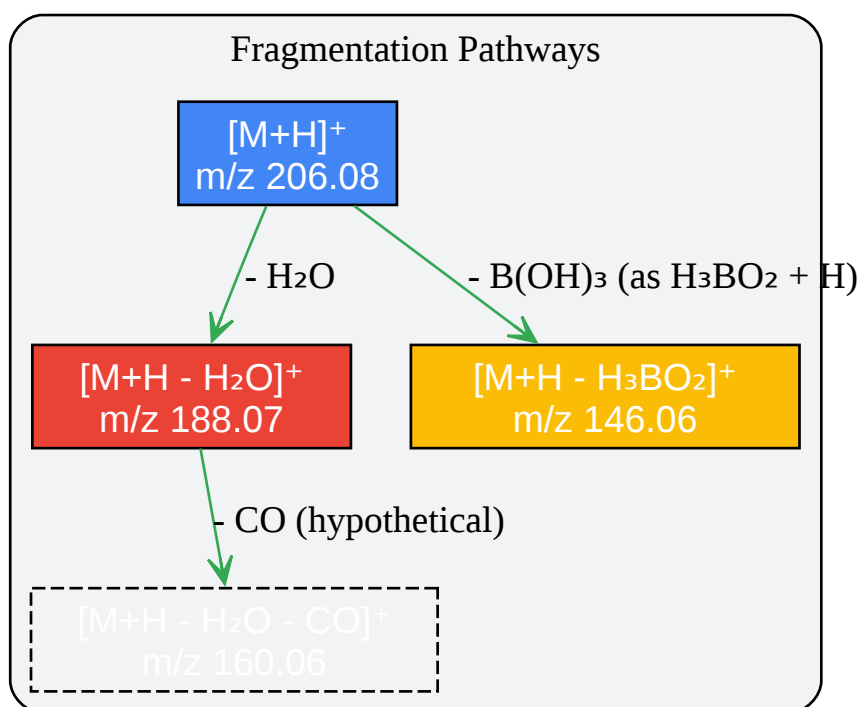 Fragmentation Pathways
[M+H]⁺
m/z 206.08
- H₂O
- B(OH)₃ (as H₃BO₂ + H)
[M+H - H₂O]⁺
m/z 188.07
[M+H - H₃BO₂]⁺
m/z 146.06
- CO (hypothetical)
[M+H - H₂O - CO]⁺
m/z 160.06